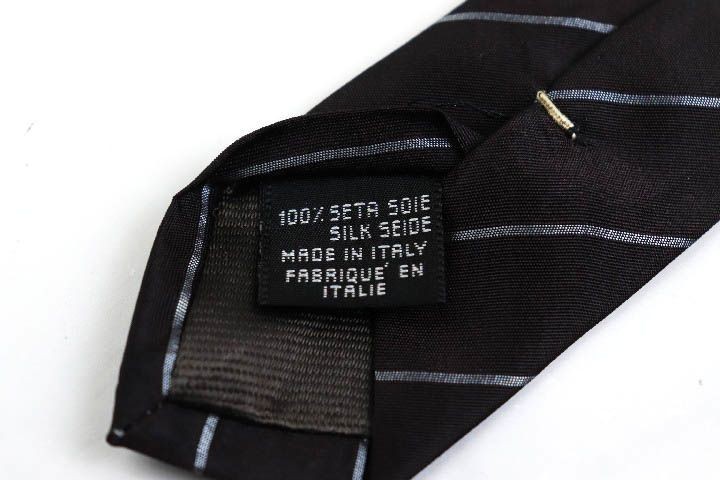 100% SETA SOIE
SILK SEIDE
MADE IN ITALY
FABRIQUE' EN
ITALIE